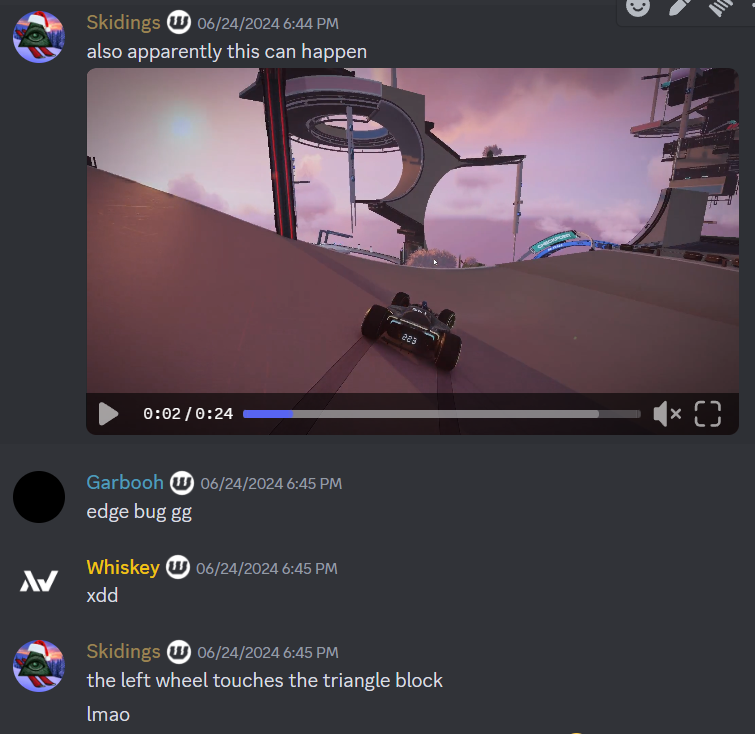 Skidings 06/24/2024 6:44 PM
also apparently this can happen
CHECKPOINT
223
0:02 / 0:24
Garbooh 06/24/2024 6:45 PM
edge bug gg
Whiskey 06/24/2024 6:45 PM
xdd
Skidings 06/24/2024 6:45 PM
the left wheel touches the triangle block
lmao